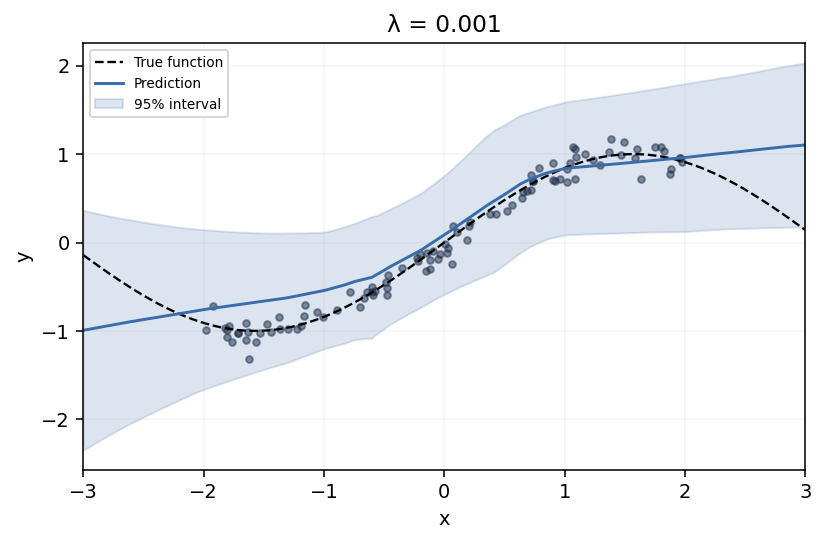 λ = 0.001
True function
Prediction
95% interval
y
2
1
0
−1
−2
−3 −2 −1 0 1 2 3
x